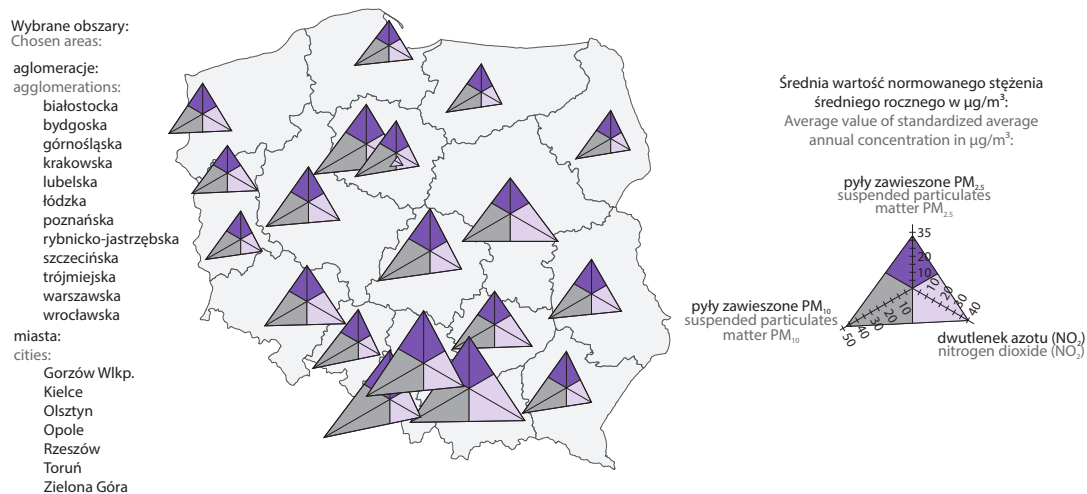 Wybrane obszary:
Chosen areas:
aglomeracje:
agglomerations:
białostocka
bydgoska
górnośląska
krakowska
lubelska
łódzka
poznańska
rybnicko-jastrzębska
szczecińska
trójmiejska
warszawska
wrocławska
miasta:
cities:
Gorzów Wlkp.
Kielce
Olsztyn
Opole
Rzeszów
Toruń
Zielona Góra
Średnia wartość normowanego stężenia
średniego rocznego w µg/m³:
Average value of standardized average
annual concentration in µg/m³:
pyły zawieszone PM2.5
suspended particulates
matter PM2.5
35
20
10
10
20
30
40
10
20
30
40
50
pyły zawieszone PM10
suspended particulates
matter PM10
dwutlenek azotu (NO2)
nitrogen dioxide (NO2)